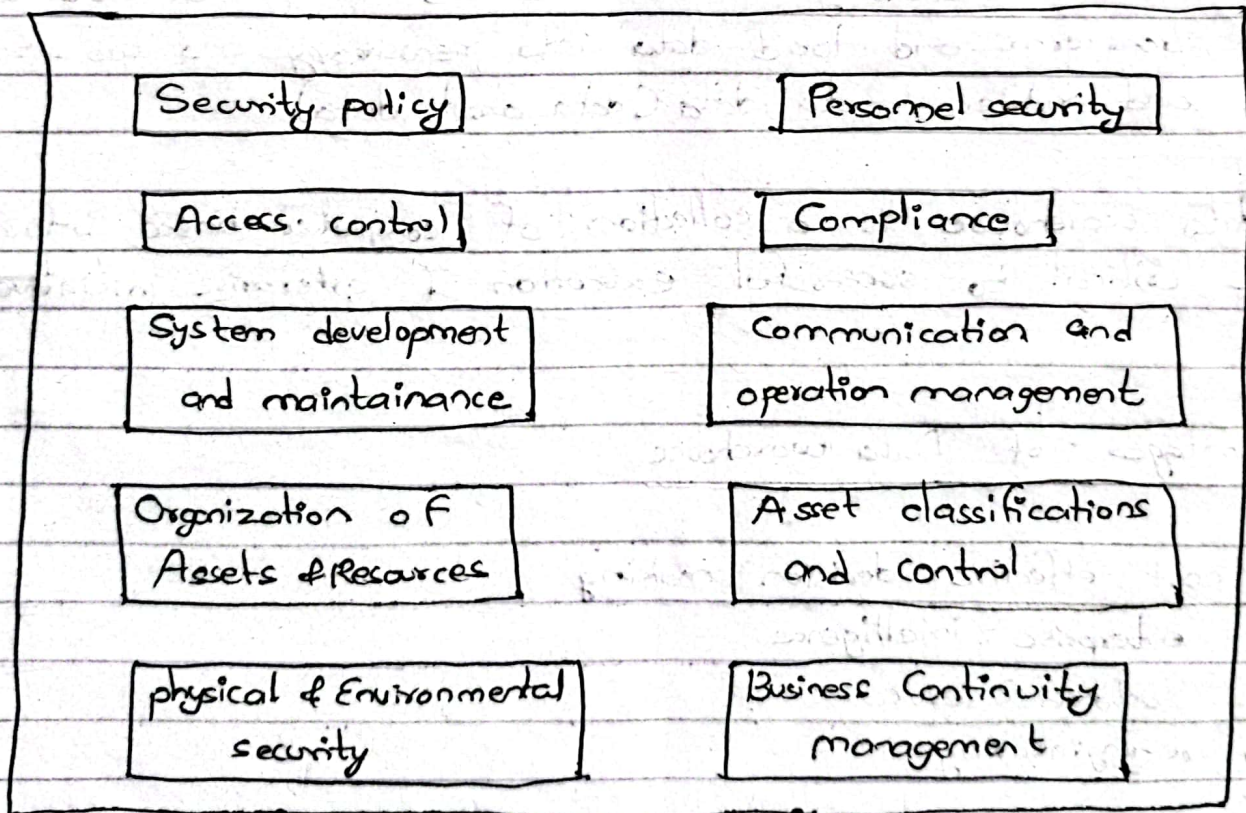 Security policy
Personnel security
Access control
Compliance
System development
and maintainance
Communication and
operation management
Organization of
Assets & Resources
Asset classifications
and control
physical & Environmental
security
Business Continuity
management